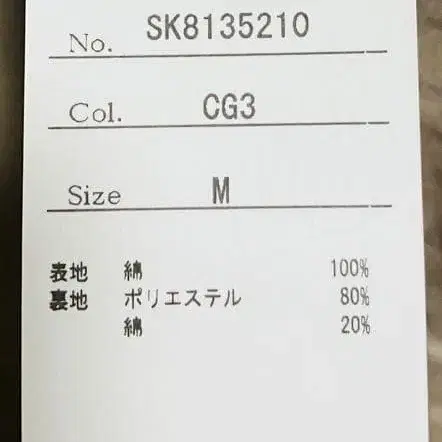 No. SK8135210
Col. CG3
Size M
表地 綿 100%
裏地 ポリエステル 80%
綿 20%